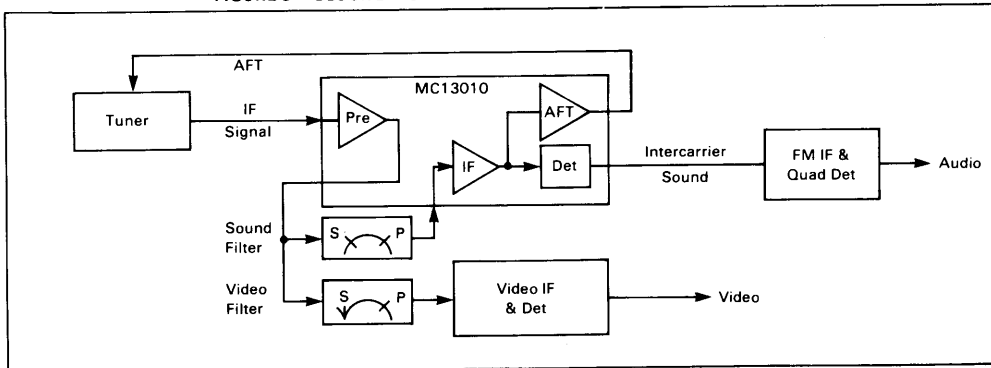 AFT
MC13010
Tuner
IF
Signal
Pre
AFT
IF
Det
Intercarrier
Sound
FM IF &
Quad Det
Audio
Sound
Filter
S
P
Video
Filter
S
P
Video IF
& Det
Video